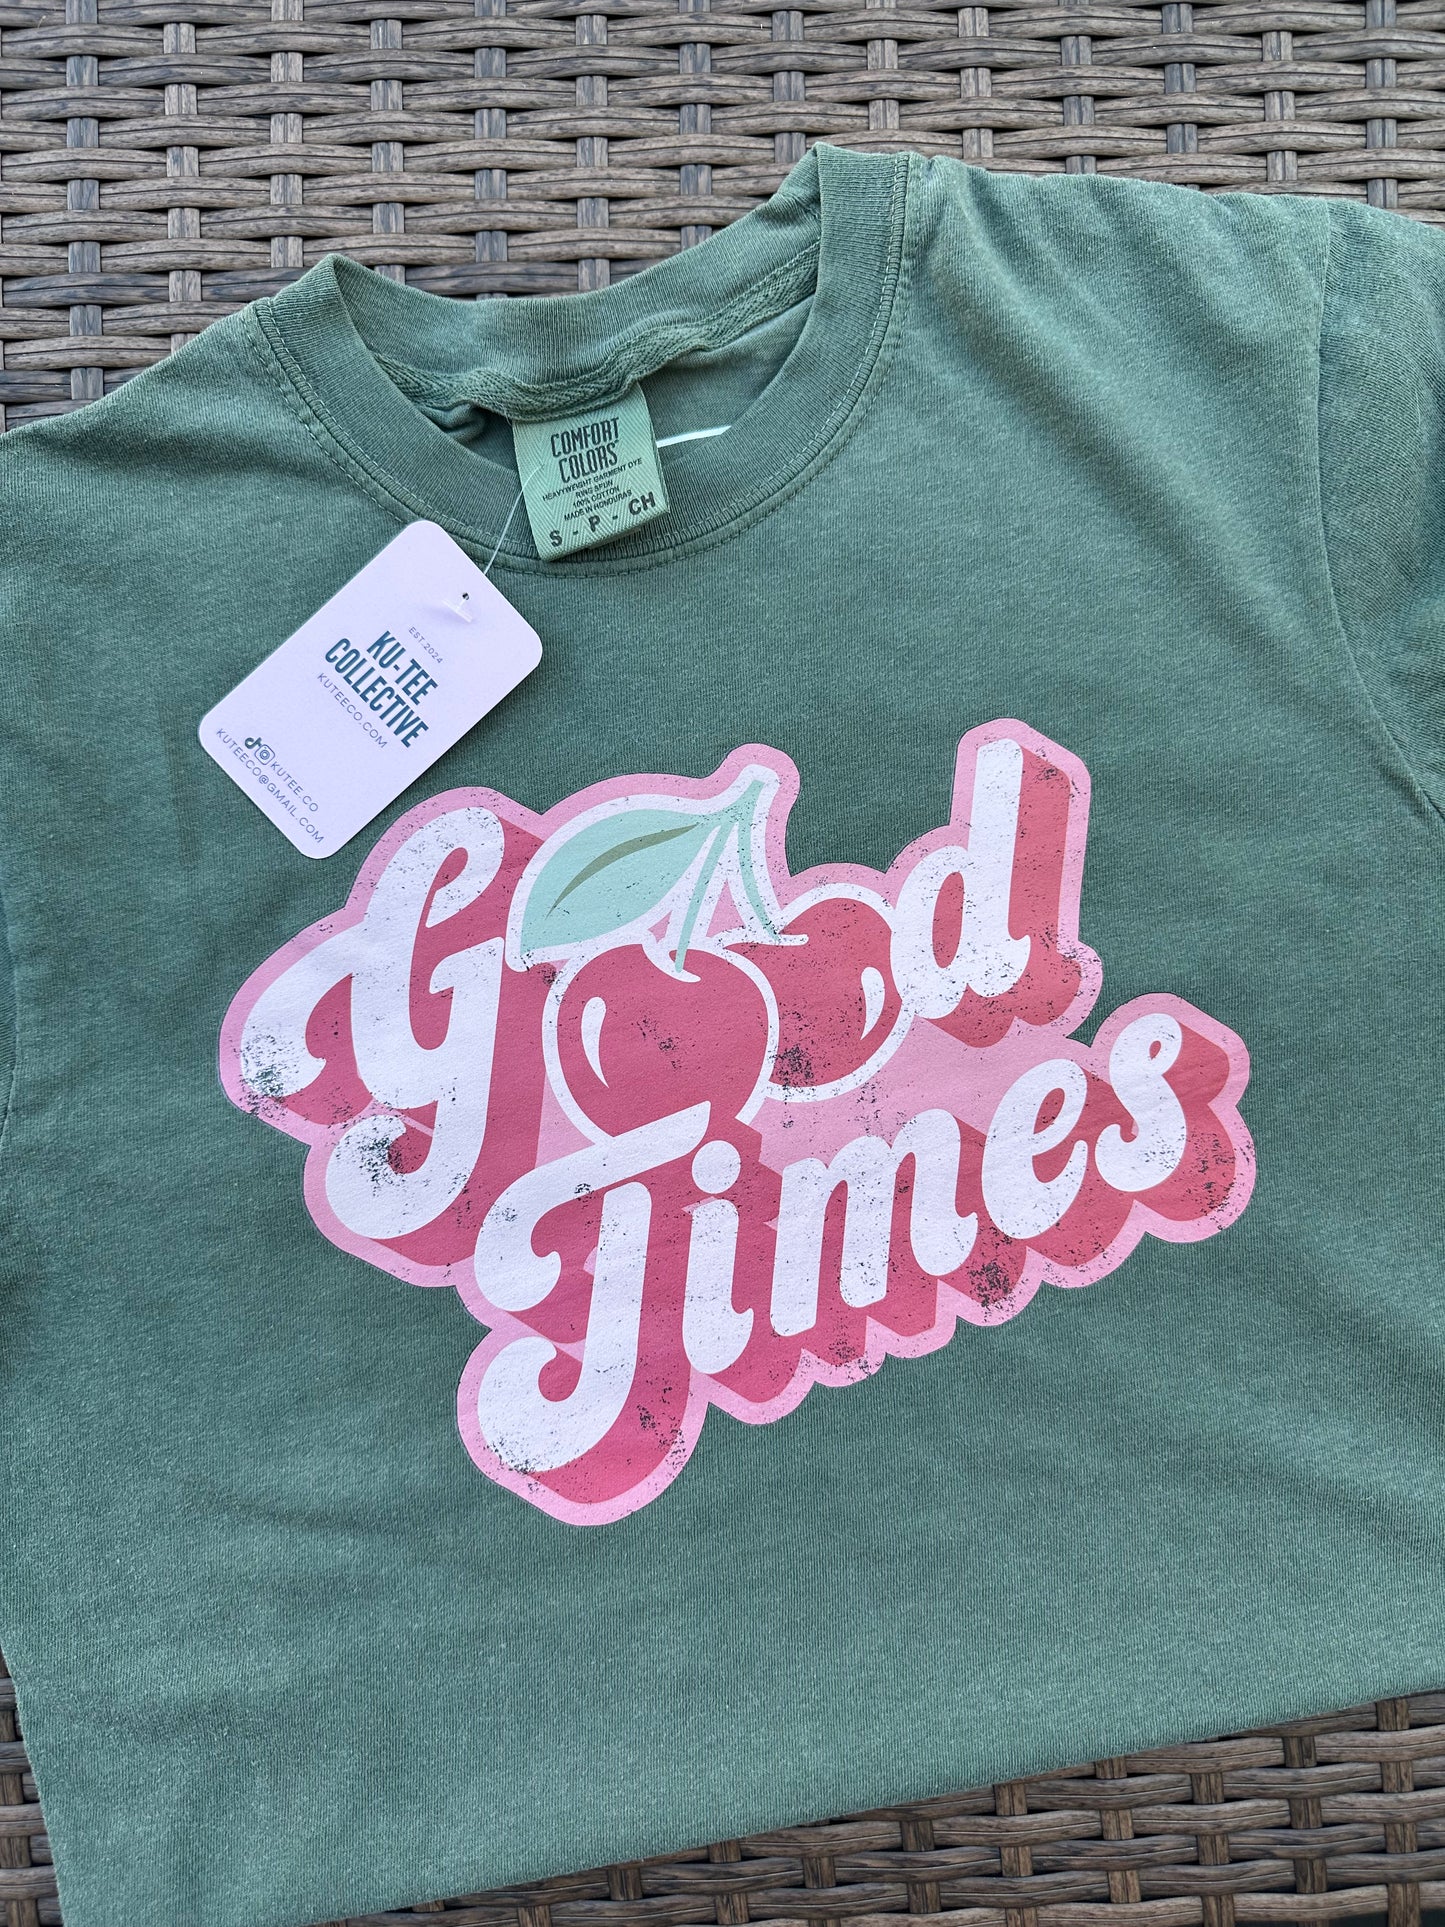 COMFORT
COLORS
HEAVYWEIGHT GARMENT DYE
RING SPUN
100% COTTON
MADE IN HONDURAS
S - P - CH
EST.2024
KU-TEE
COLLECTIVE
KUTEECO.COM
KUTEE.CO
KUTEECO@GMAIL.COM
Good
Times